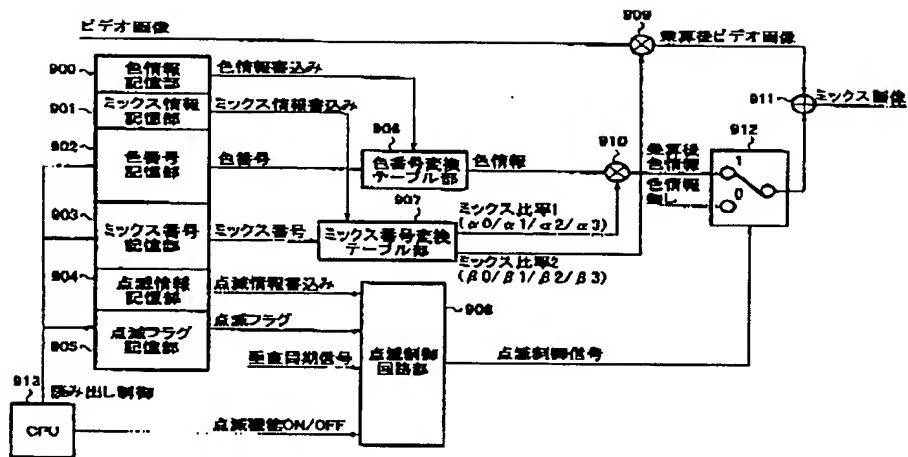 ビデオ画像
909
乗算後ビデオ画像
900
色情報
記憶部
色情報書込み
901
ミックス情報
記憶部
ミックス情報書込み
911
ミックス画像
902
色番号
記憶部
色番号
906
色番号変換
テーブル部
色情報
910
乗算後
色情報
912
1
色情報
無し
0
903
ミックス番号
記憶部
ミックス番号
907
ミックス番号変換
テーブル部
ミックス比率1
(α0/α1/α2/α3)
ミックス比率2
(β0/β1/β2/β3)
904
点滅情報
記憶部
点滅情報書込み
905
点滅フラグ
記憶部
点滅フラグ
908
垂直同期信号
点滅制御
回路部
点滅制御信号
913
読み出し制御
CPU
点滅機能ON/OFF